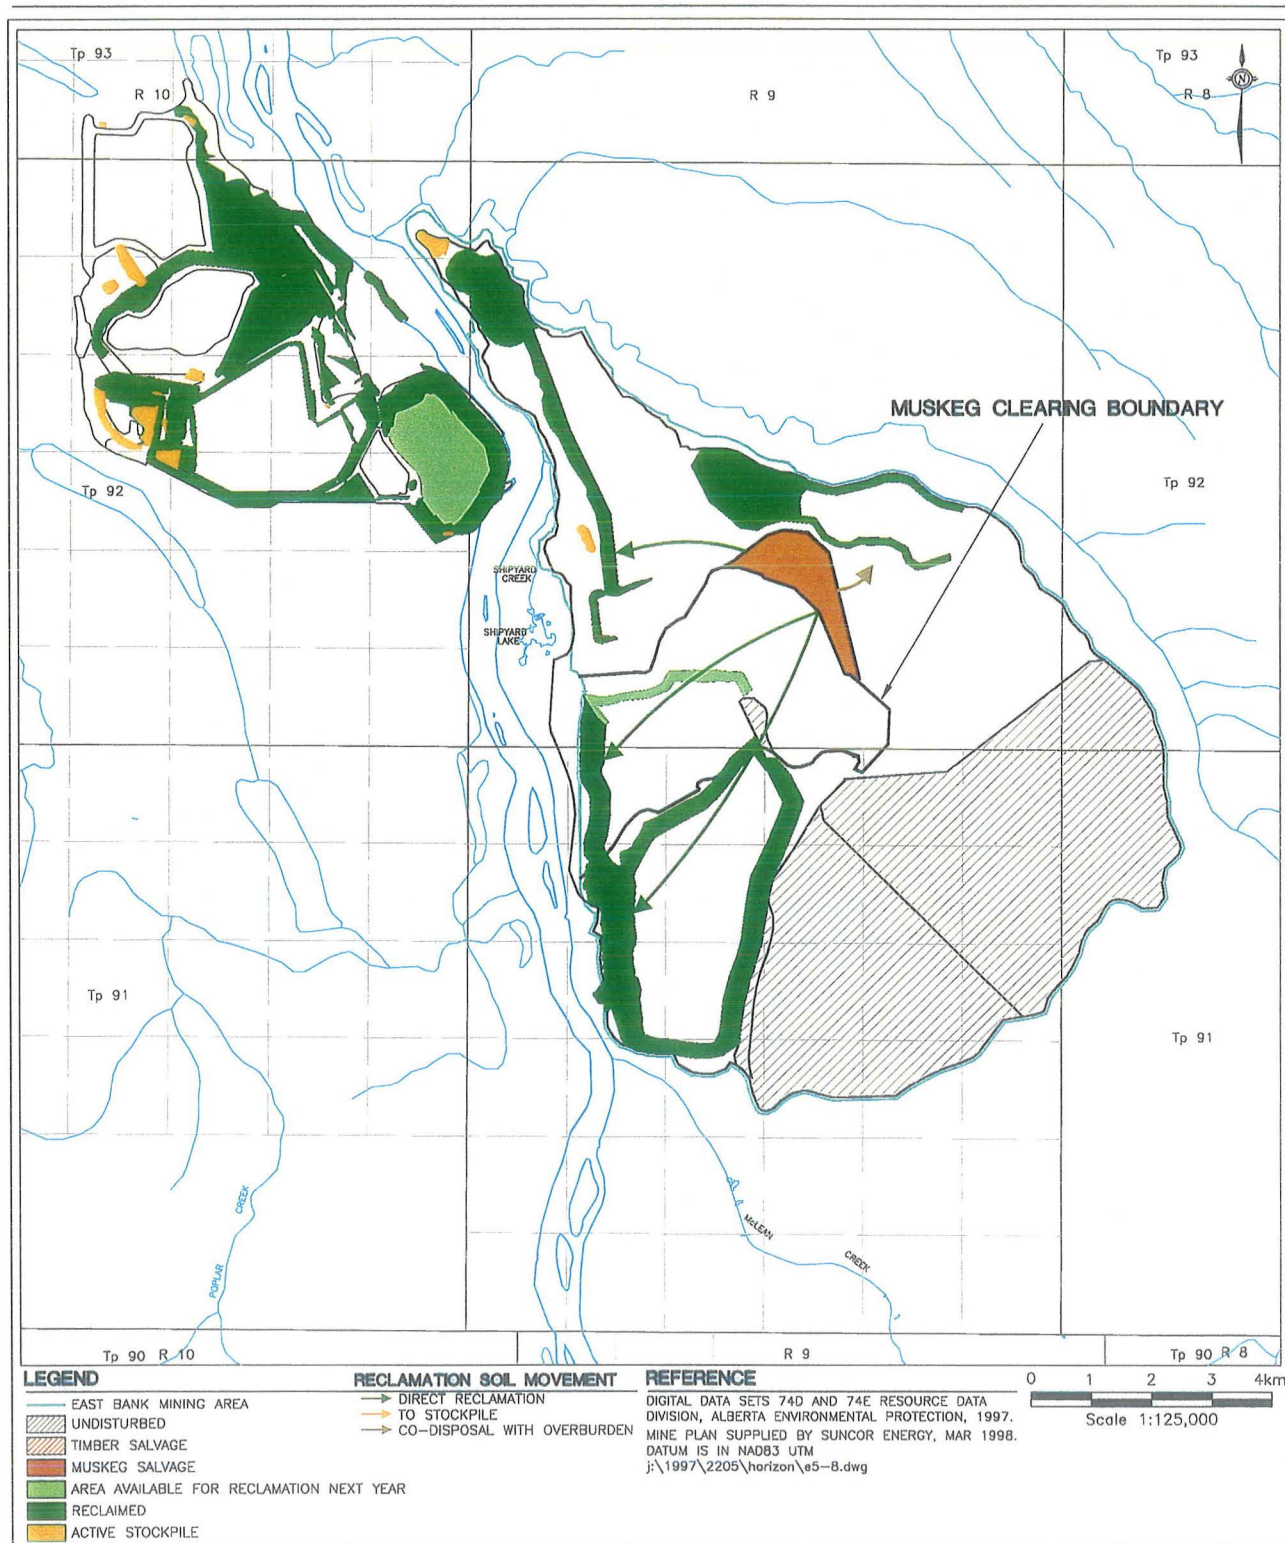 Tp 93
R 10
R 9
Tp 93
R 8
N
MUSKEG CLEARING BOUNDARY
Tp 92
Tp 92
SHIPYARD
CREEK
SHIPYARD
LAKE
Tp 91
Tp 91
POPLAR CREEK
McLEAN CREEK
Tp 90 R 10
R 9
Tp 90 R 8
LEGEND
EAST BANK MINING AREA
UNDISTURBED
TIMBER SALVAGE
MUSKEG SALVAGE
AREA AVAILABLE FOR RECLAMATION NEXT YEAR
RECLAIMED
ACTIVE STOCKPILE
RECLAMATION SOIL MOVEMENT
DIRECT RECLAMATION
TO STOCKPILE
CO-DISPOSAL WITH OVERBURDEN
REFERENCE
DIGITAL DATA SETS 74D AND 74E RESOURCE DATA
DIVISION, ALBERTA ENVIRONMENTAL PROTECTION, 1997.
MINE PLAN SUPPLIED BY SUNCOR ENERGY, MAR 1998.
DATUM IS IN NAD83 UTM
j:\1997\2205\horizon\e5-8.dwg
0 1 2 3 4km
Scale 1:125,000